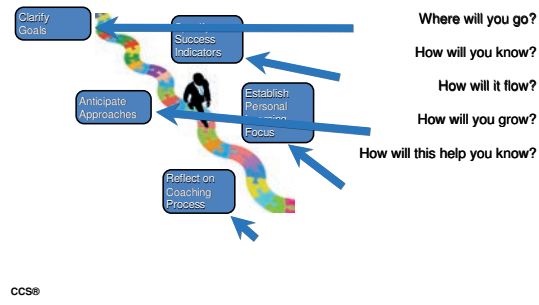 Clarify
Goals
Success
Indicators
Anticipate
Approaches
Establish
Personal
Focus
Reflect on
Coaching
Process
Where will you go?
How will you know?
How will it flow?
How will you grow?
How will this help you know?
CCS®